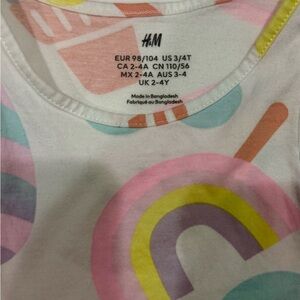 H&M
EUR 98/104 US 3/4T
CA 2-4A CN 110/56
MX 2-4A AUS 3-4
UK 2-4Y
Made in Bangladesh
Fabriqué au Bangladesh